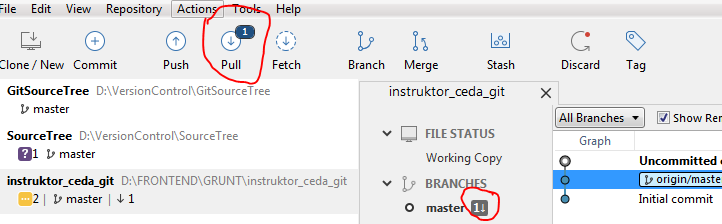 File Edit View Repository Actions Tools Help
1
Clone / New Commit Push Pull Fetch Branch Merge Stash Discard Tag
GitSourceTree D:\VersionControl\GitSourceTree
master
SourceTree D:\VersionControl\SourceTree
?1 master
instruktor_ceda_git D:\FRONTEND\GRUNT\instruktor_ceda_git
2 | master | ↓ 1
instruktor_ceda_git
FILE STATUS
Working Copy
BRANCHES
master 1↓
All Branches Show Rem
Graph
Uncommitted c
origin/maste
Initial commit